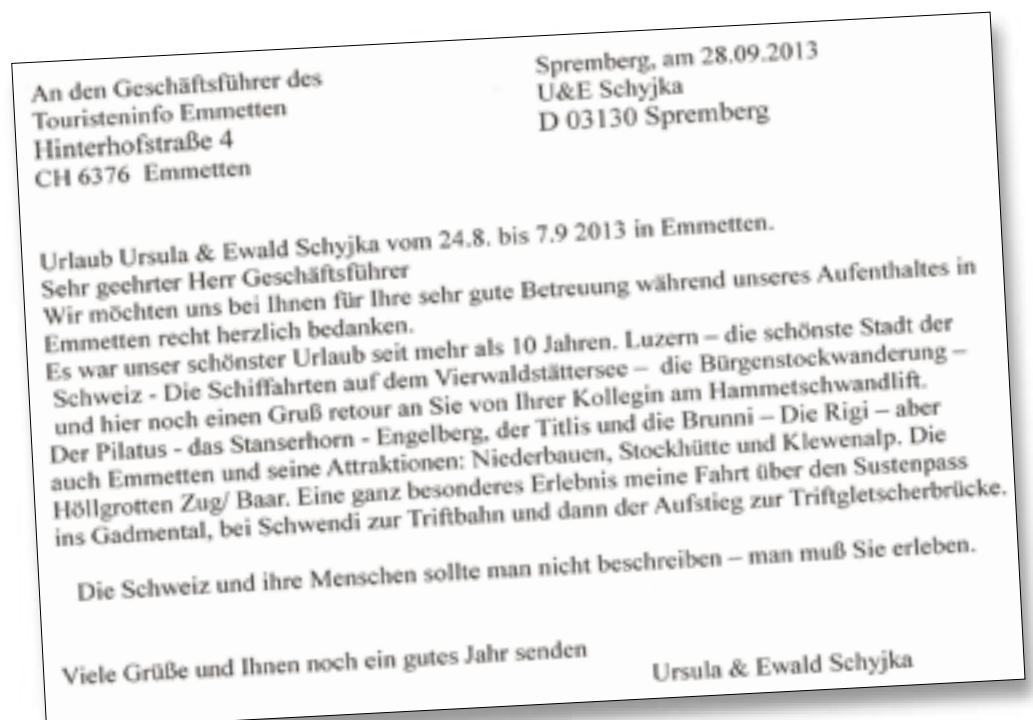 An den Geschäftsführer des
Touristeninfo Emmetten
Hinterhofstraße 4
CH 6376 Emmetten
Spremberg, am 28.09.2013
U&E Schyjka
D 03130 Spremberg
Urlaub Ursula & Ewald Schyjka vom 24.8. bis 7.9 2013 in Emmetten.
Sehr geehrter Herr Geschäftsführer
Wir möchten uns bei Ihnen für Ihre sehr gute Betreuung während unseres Aufenthaltes in
Emmetten recht herzlich bedanken.
Es war unser schönster Urlaub seit mehr als 10 Jahren. Luzern – die schönste Stadt der
Schweiz - Die Schiffahrten auf dem Vierwaldstättersee – die Bürgenstockwanderung –
und hier noch einen Gruß retour an Sie von Ihrer Kollegin am Hammetschwandlift.
Der Pilatus - das Stanserhorn - Engelberg, der Titlis und die Brunni – Die Rigi – aber
auch Emmetten und seine Attraktionen: Niederbauen, Stockhütte und Klewenalp. Die
Höllgrotten Zug/ Baar. Eine ganz besonderes Erlebnis meine Fahrt über den Sustenpass
ins Gadmental, bei Schwendi zur Triftbahn und dann der Aufstieg zur Triftgletscherbrücke.
Die Schweiz und ihre Menschen sollte man nicht beschreiben – man muß Sie erleben.
Viele Grüße und Ihnen noch ein gutes Jahr senden
Ursula & Ewald Schyjka